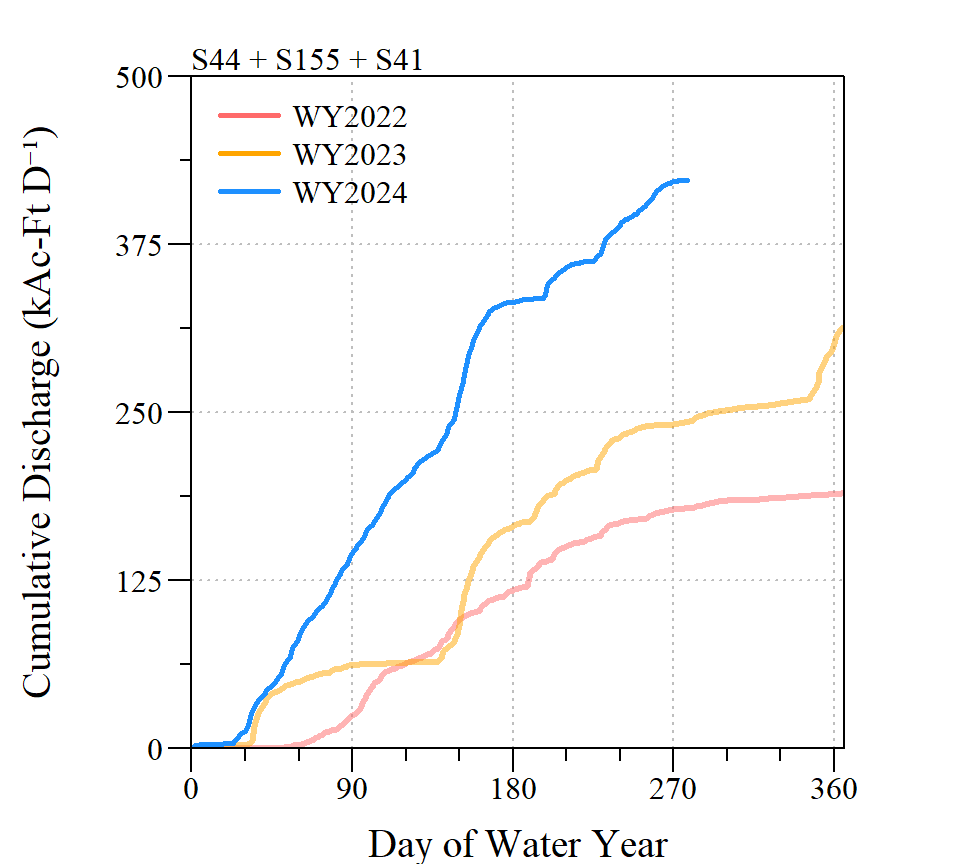 S44 + S155 + S41
500
375
250
125
0
WY2022
WY2023
WY2024
Cumulative Discharge (kAc-Ft D⁻¹)
0 90 180 270 360
Day of Water Year